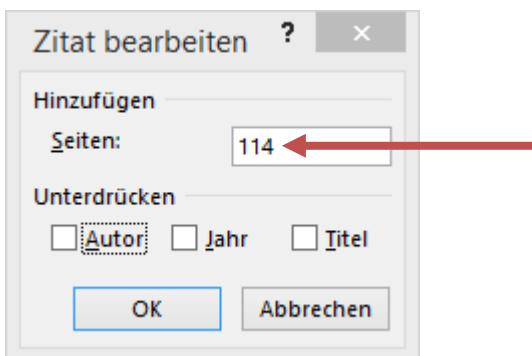 Zitat bearbeiten ? ×
Hinzufügen
Seiten: 114
Unterdrücken
Autor Jahr Titel
OK Abbrechen